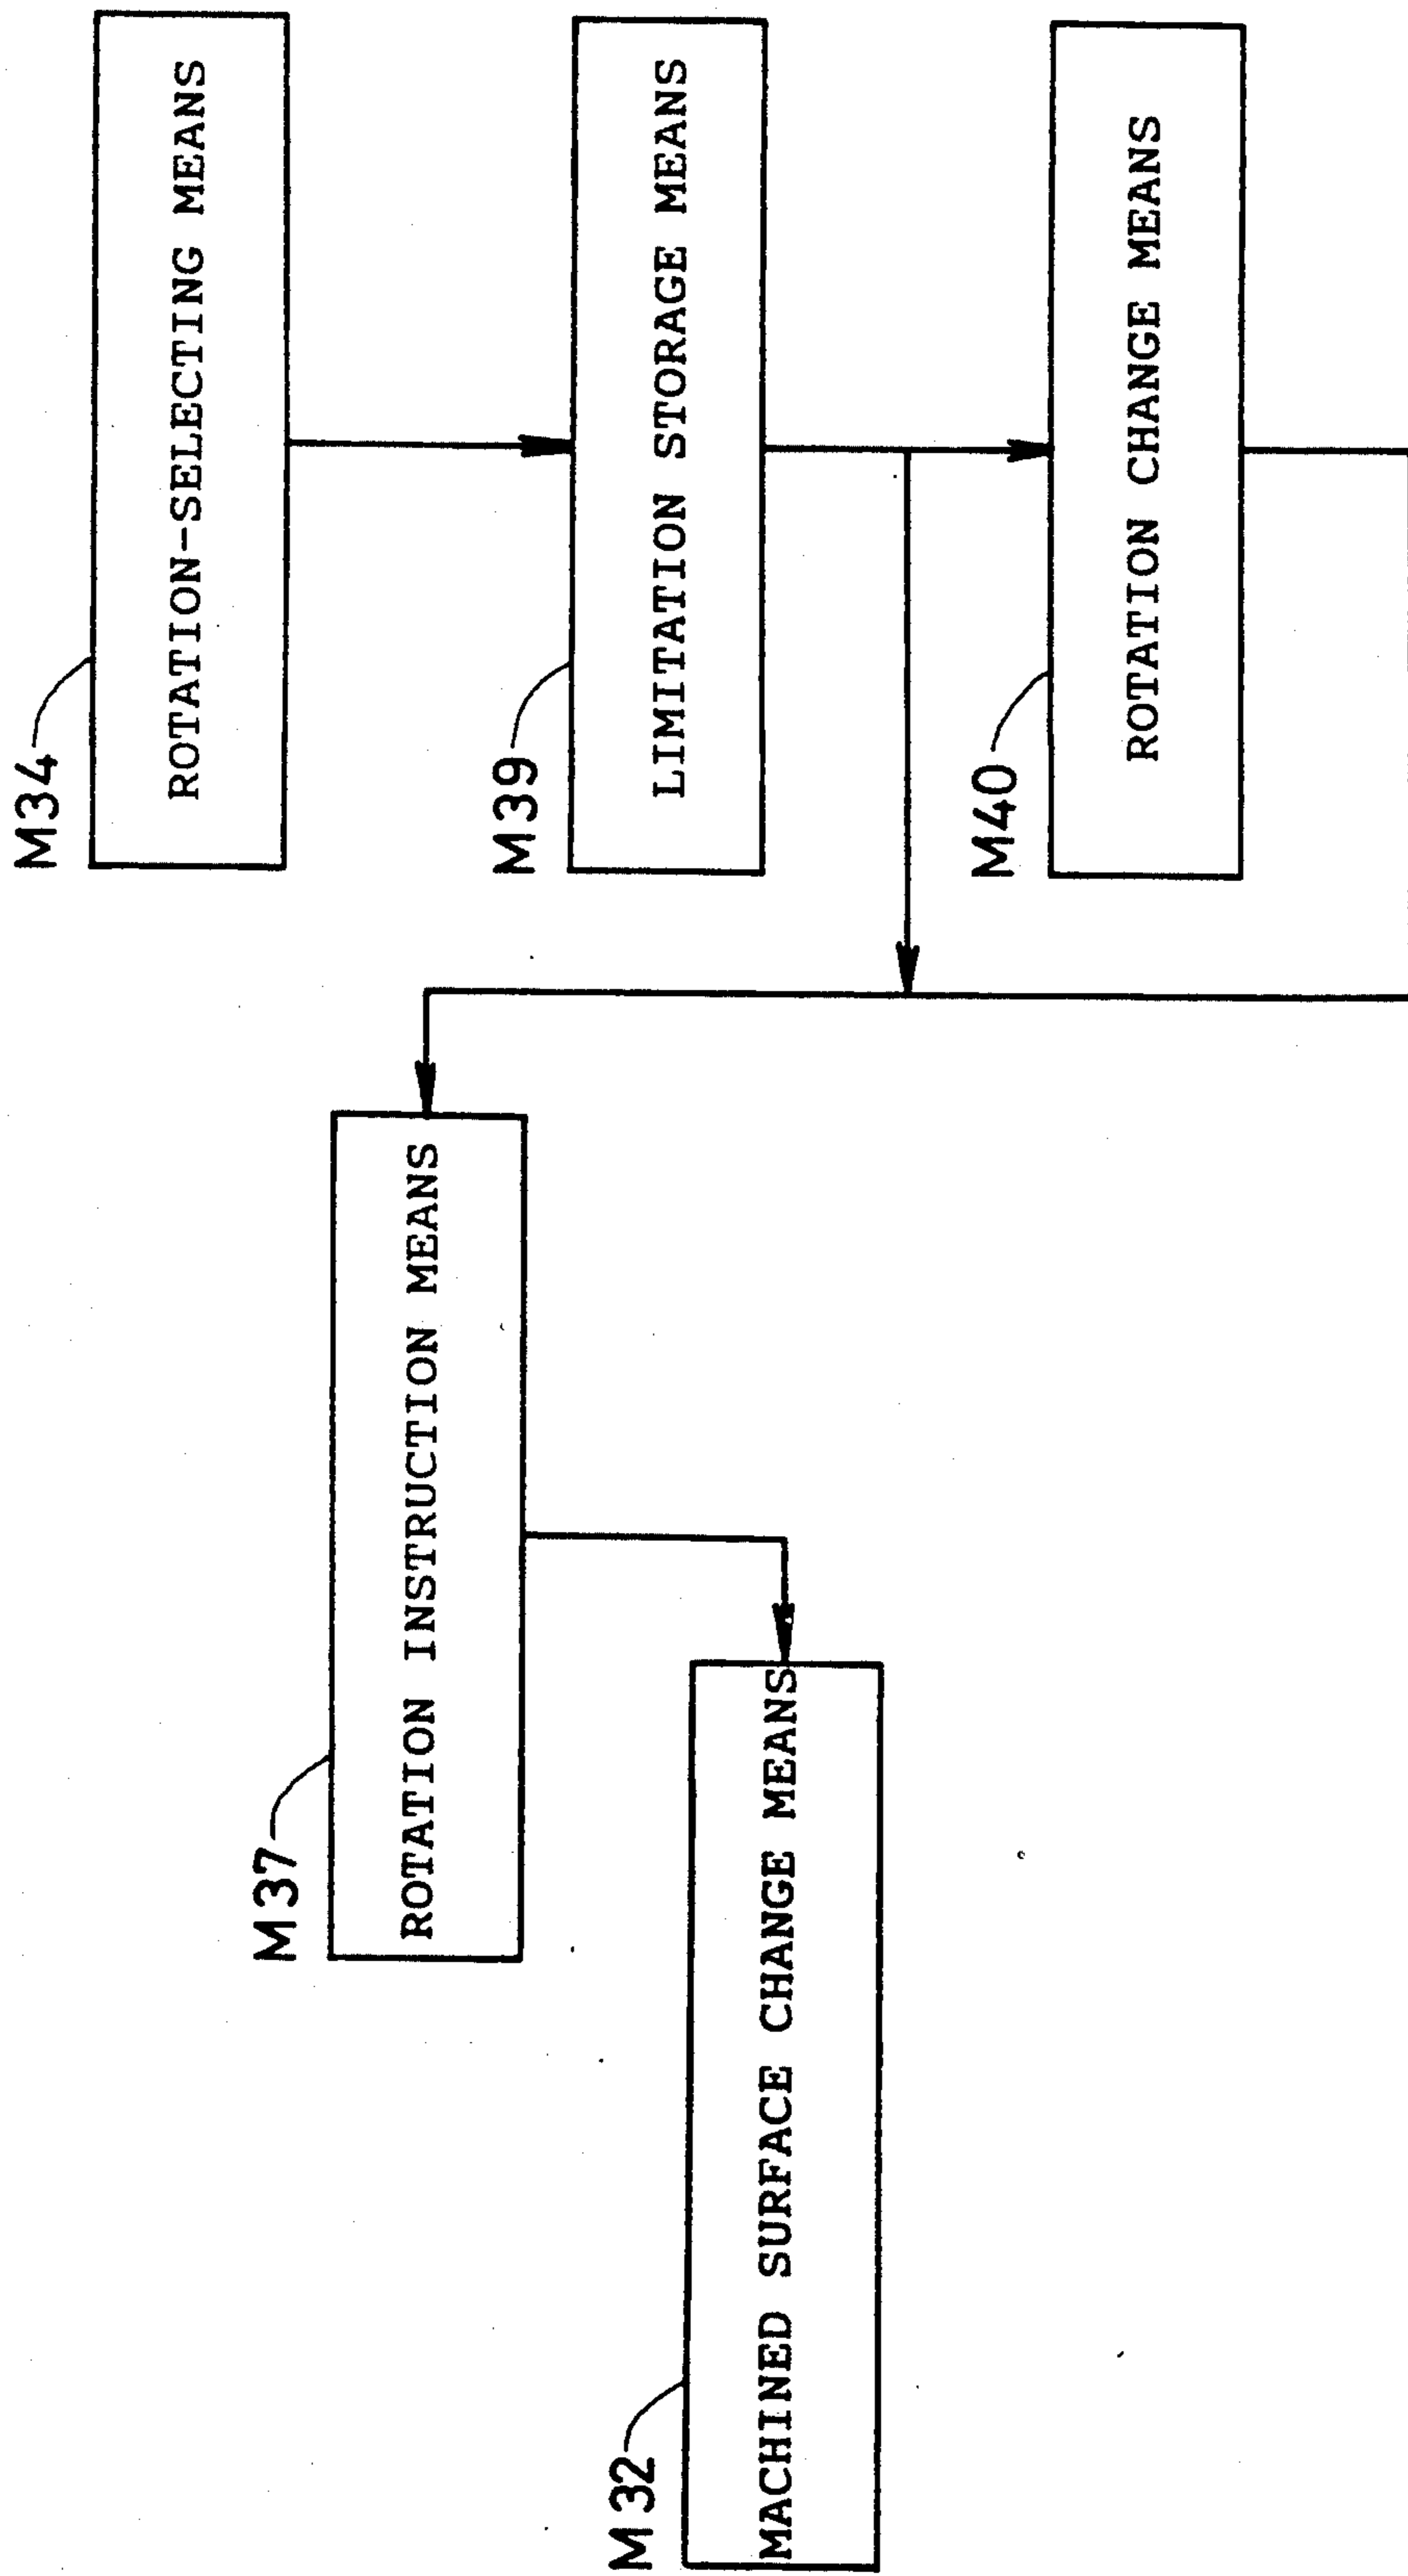 M34
ROTATION-SELECTING MEANS
M37
ROTATION INSTRUCTION MEANS
M39
LIMITATION STORAGE MEANS
M32
MACHINED SURFACE CHANGE MEANS
M40
ROTATION CHANGE MEANS